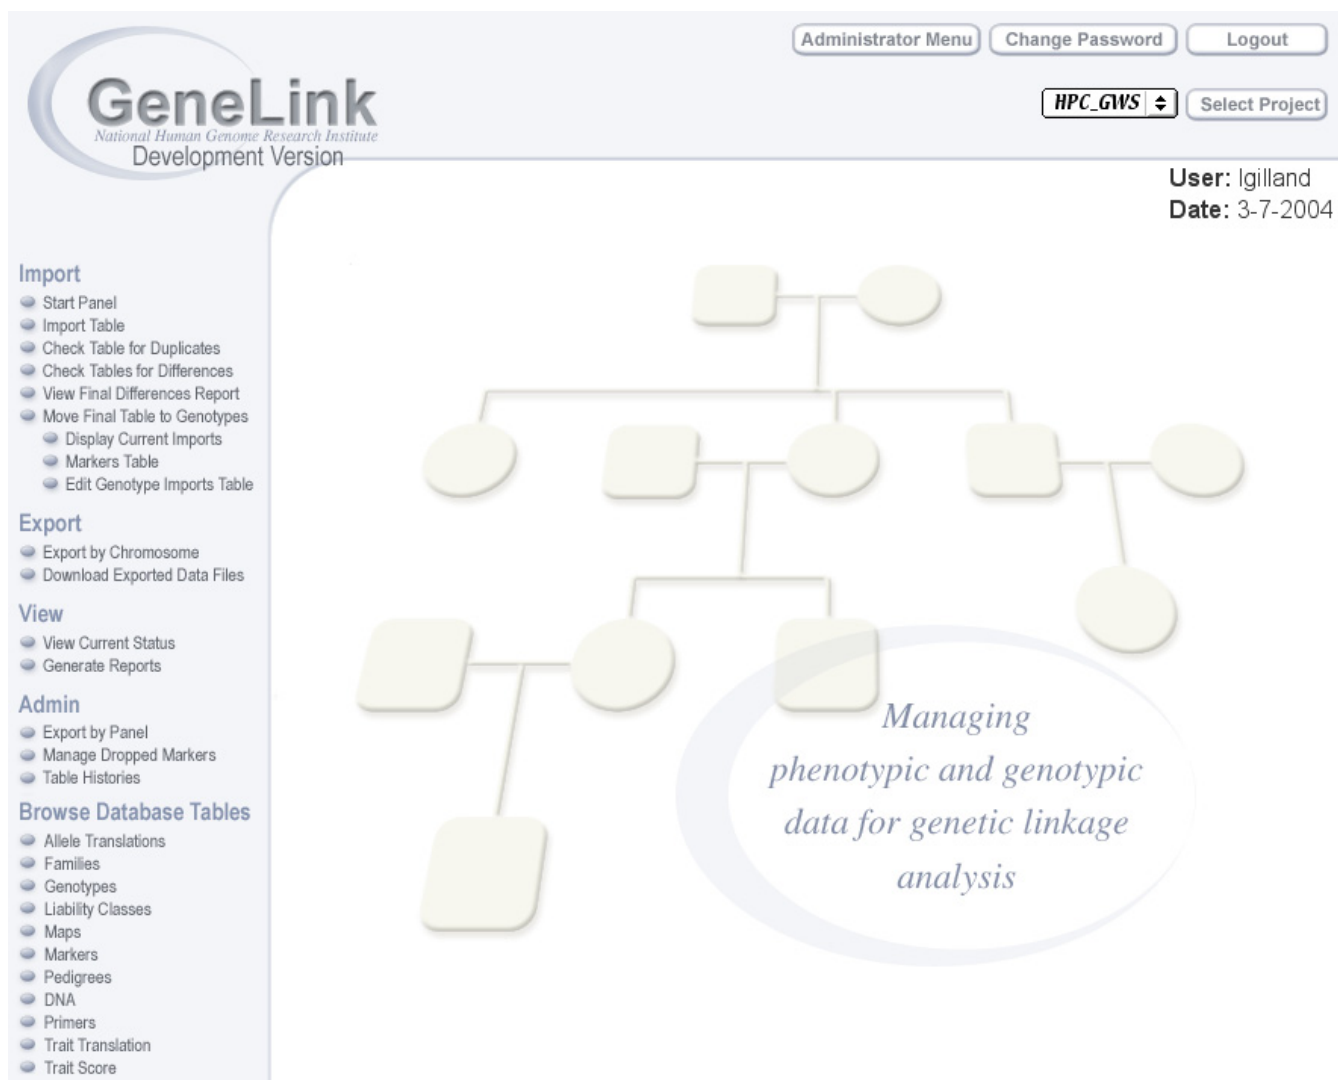 Administrator Menu
Change Password
Logout
GeneLink
National Human Genome Research Institute
Development Version
HPC_GWS
Select Project
User: lgilland
Date: 3-7-2004
Import
Start Panel
Import Table
Check Table for Duplicates
Check Tables for Differences
View Final Differences Report
Move Final Table to Genotypes
Display Current Imports
Markers Table
Edit Genotype Imports Table
Export
Export by Chromosome
Download Exported Data Files
View
View Current Status
Generate Reports
Admin
Export by Panel
Manage Dropped Markers
Table Histories
Browse Database Tables
Allele Translations
Families
Genotypes
Liability Classes
Maps
Markers
Pedigrees
DNA
Primers
Trait Translation
Trait Score
Managing
phenotypic and genotypic
data for genetic linkage
analysis